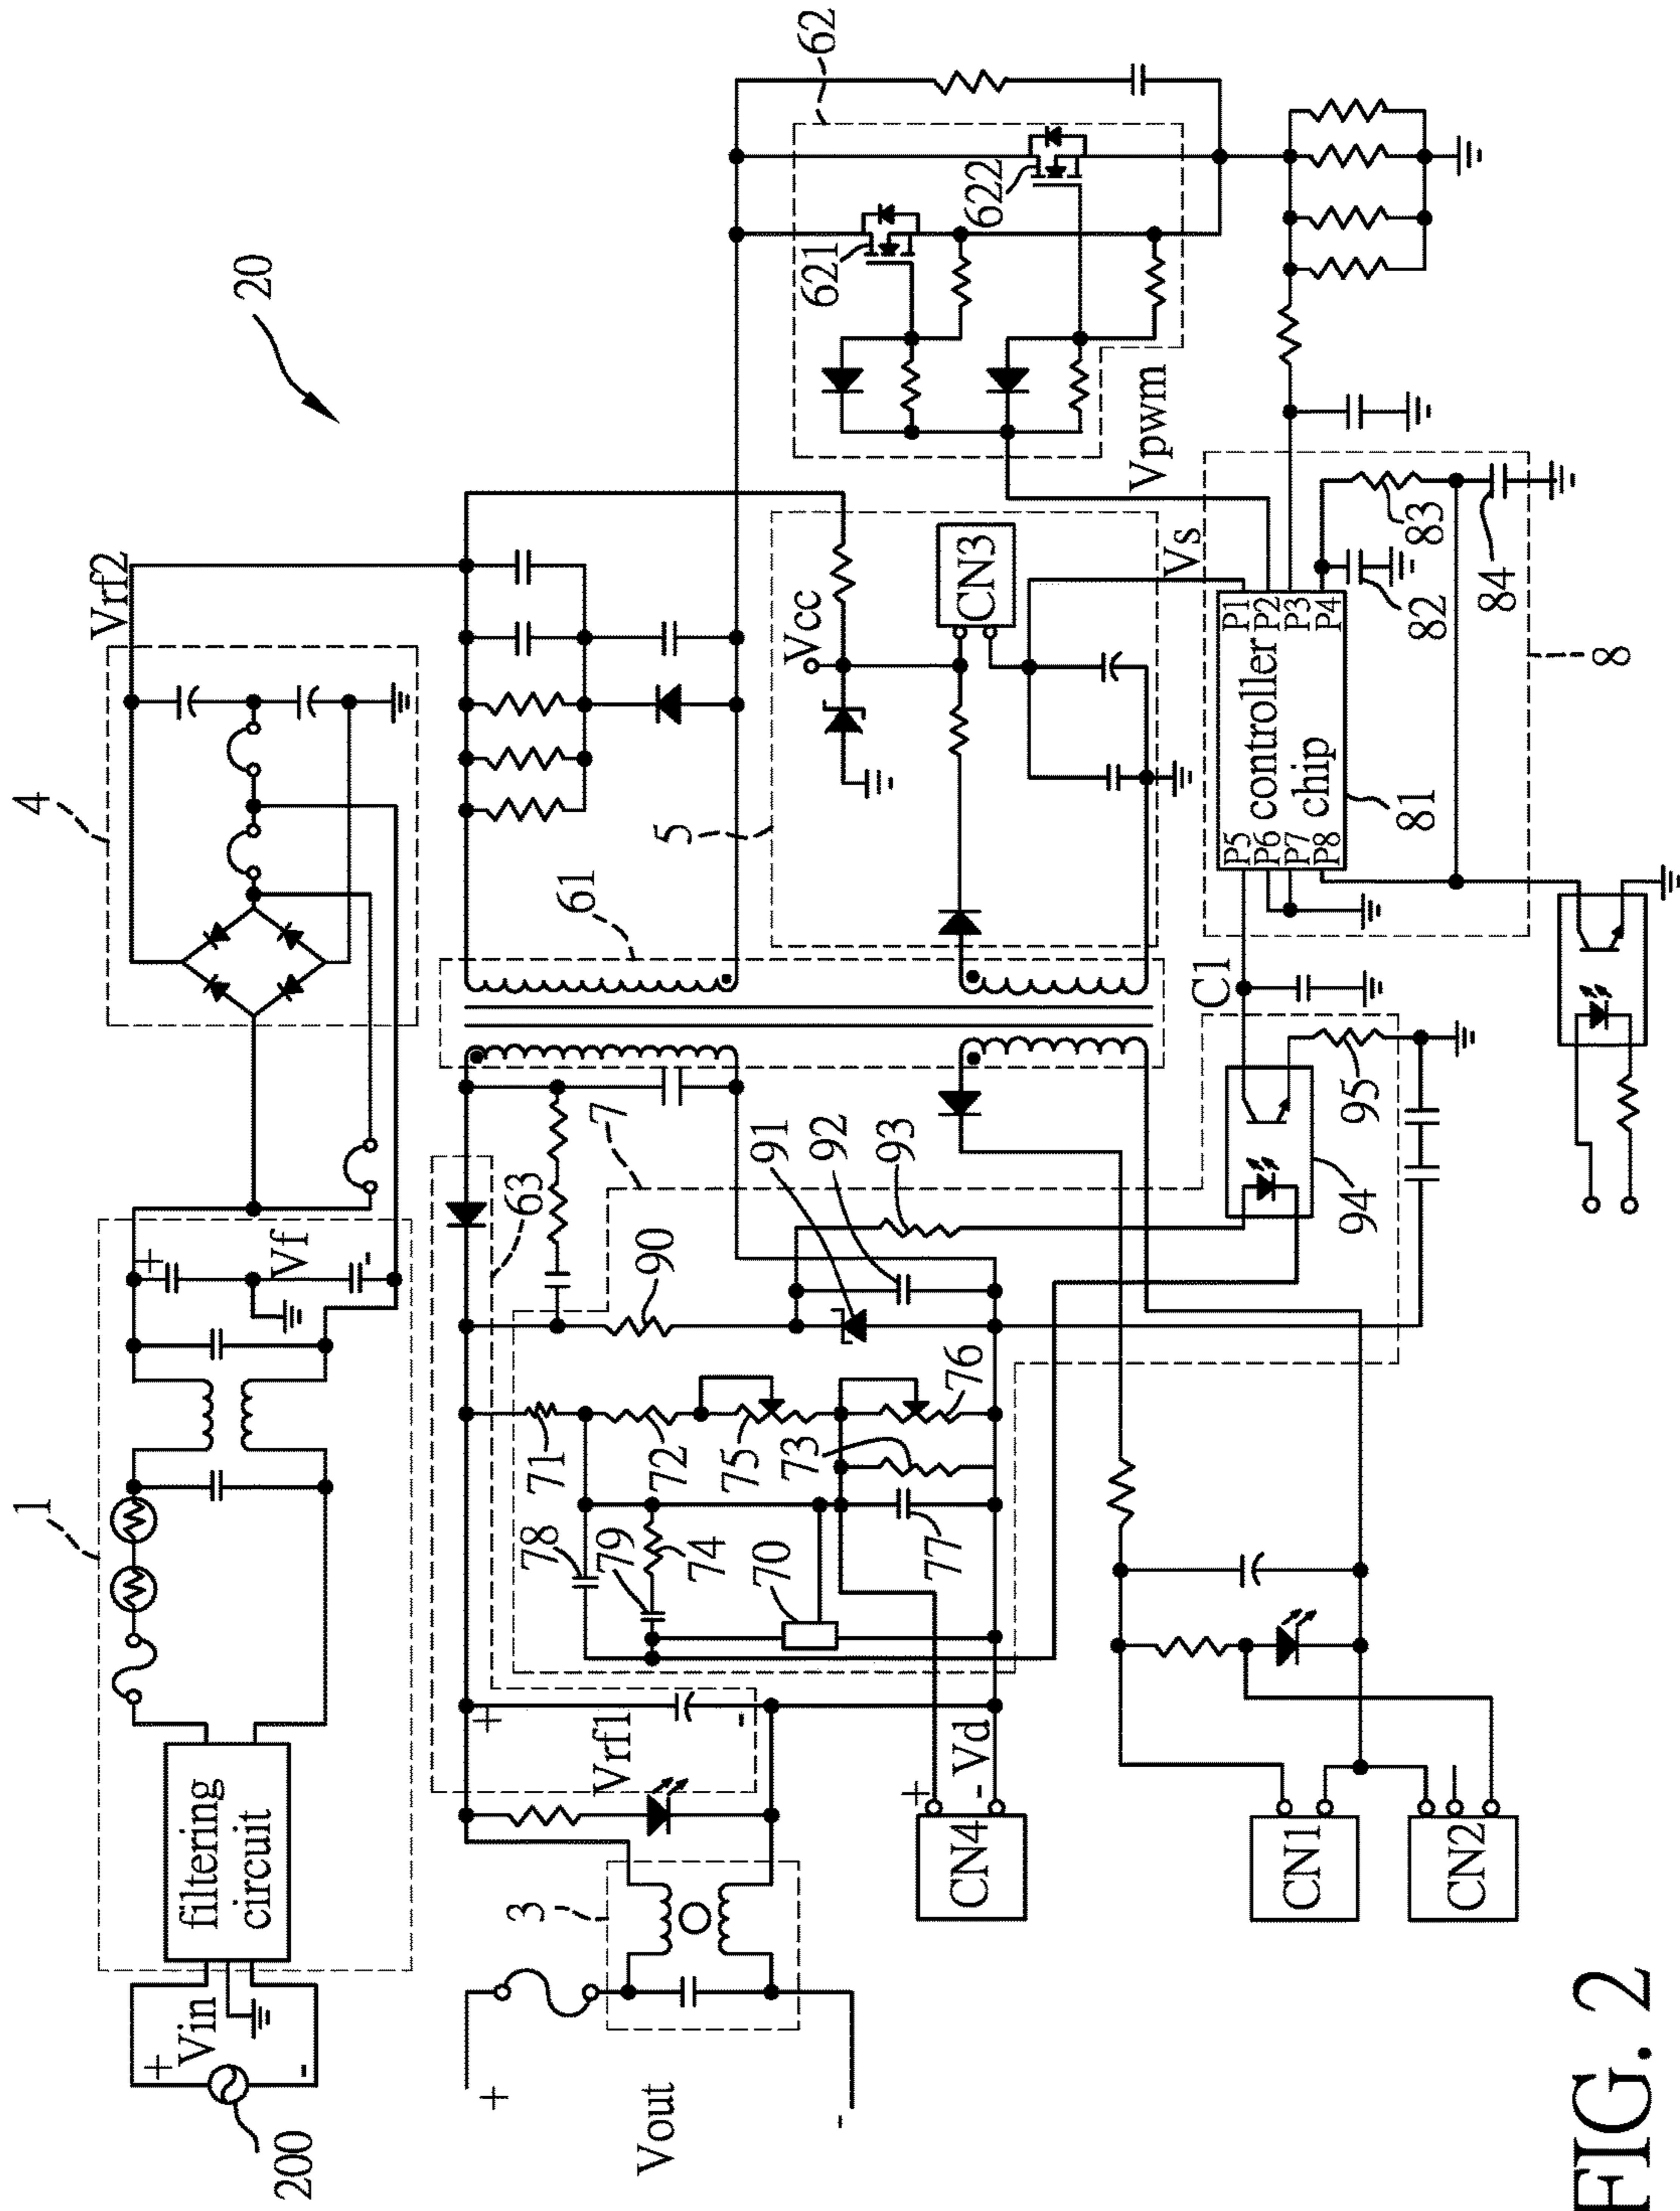 20
200
+
Vin
-
filtering
circuit
1
+
Vf
-
4
Vrf2
+
Vout
-
3
+
Vrf1
-
63
7
61
5
62
71
72
75
76
73
78
79
74
70
77
90
91
92
93
94
95
Vcc
CN3
Vs
Vpwm
621
622
C1
controller
chip
P5
P6
P7
P8
P1
P2
P3
P4
81
82
83
84
8
+
- Vd
CN4
CN1
CN2
FIG. 2